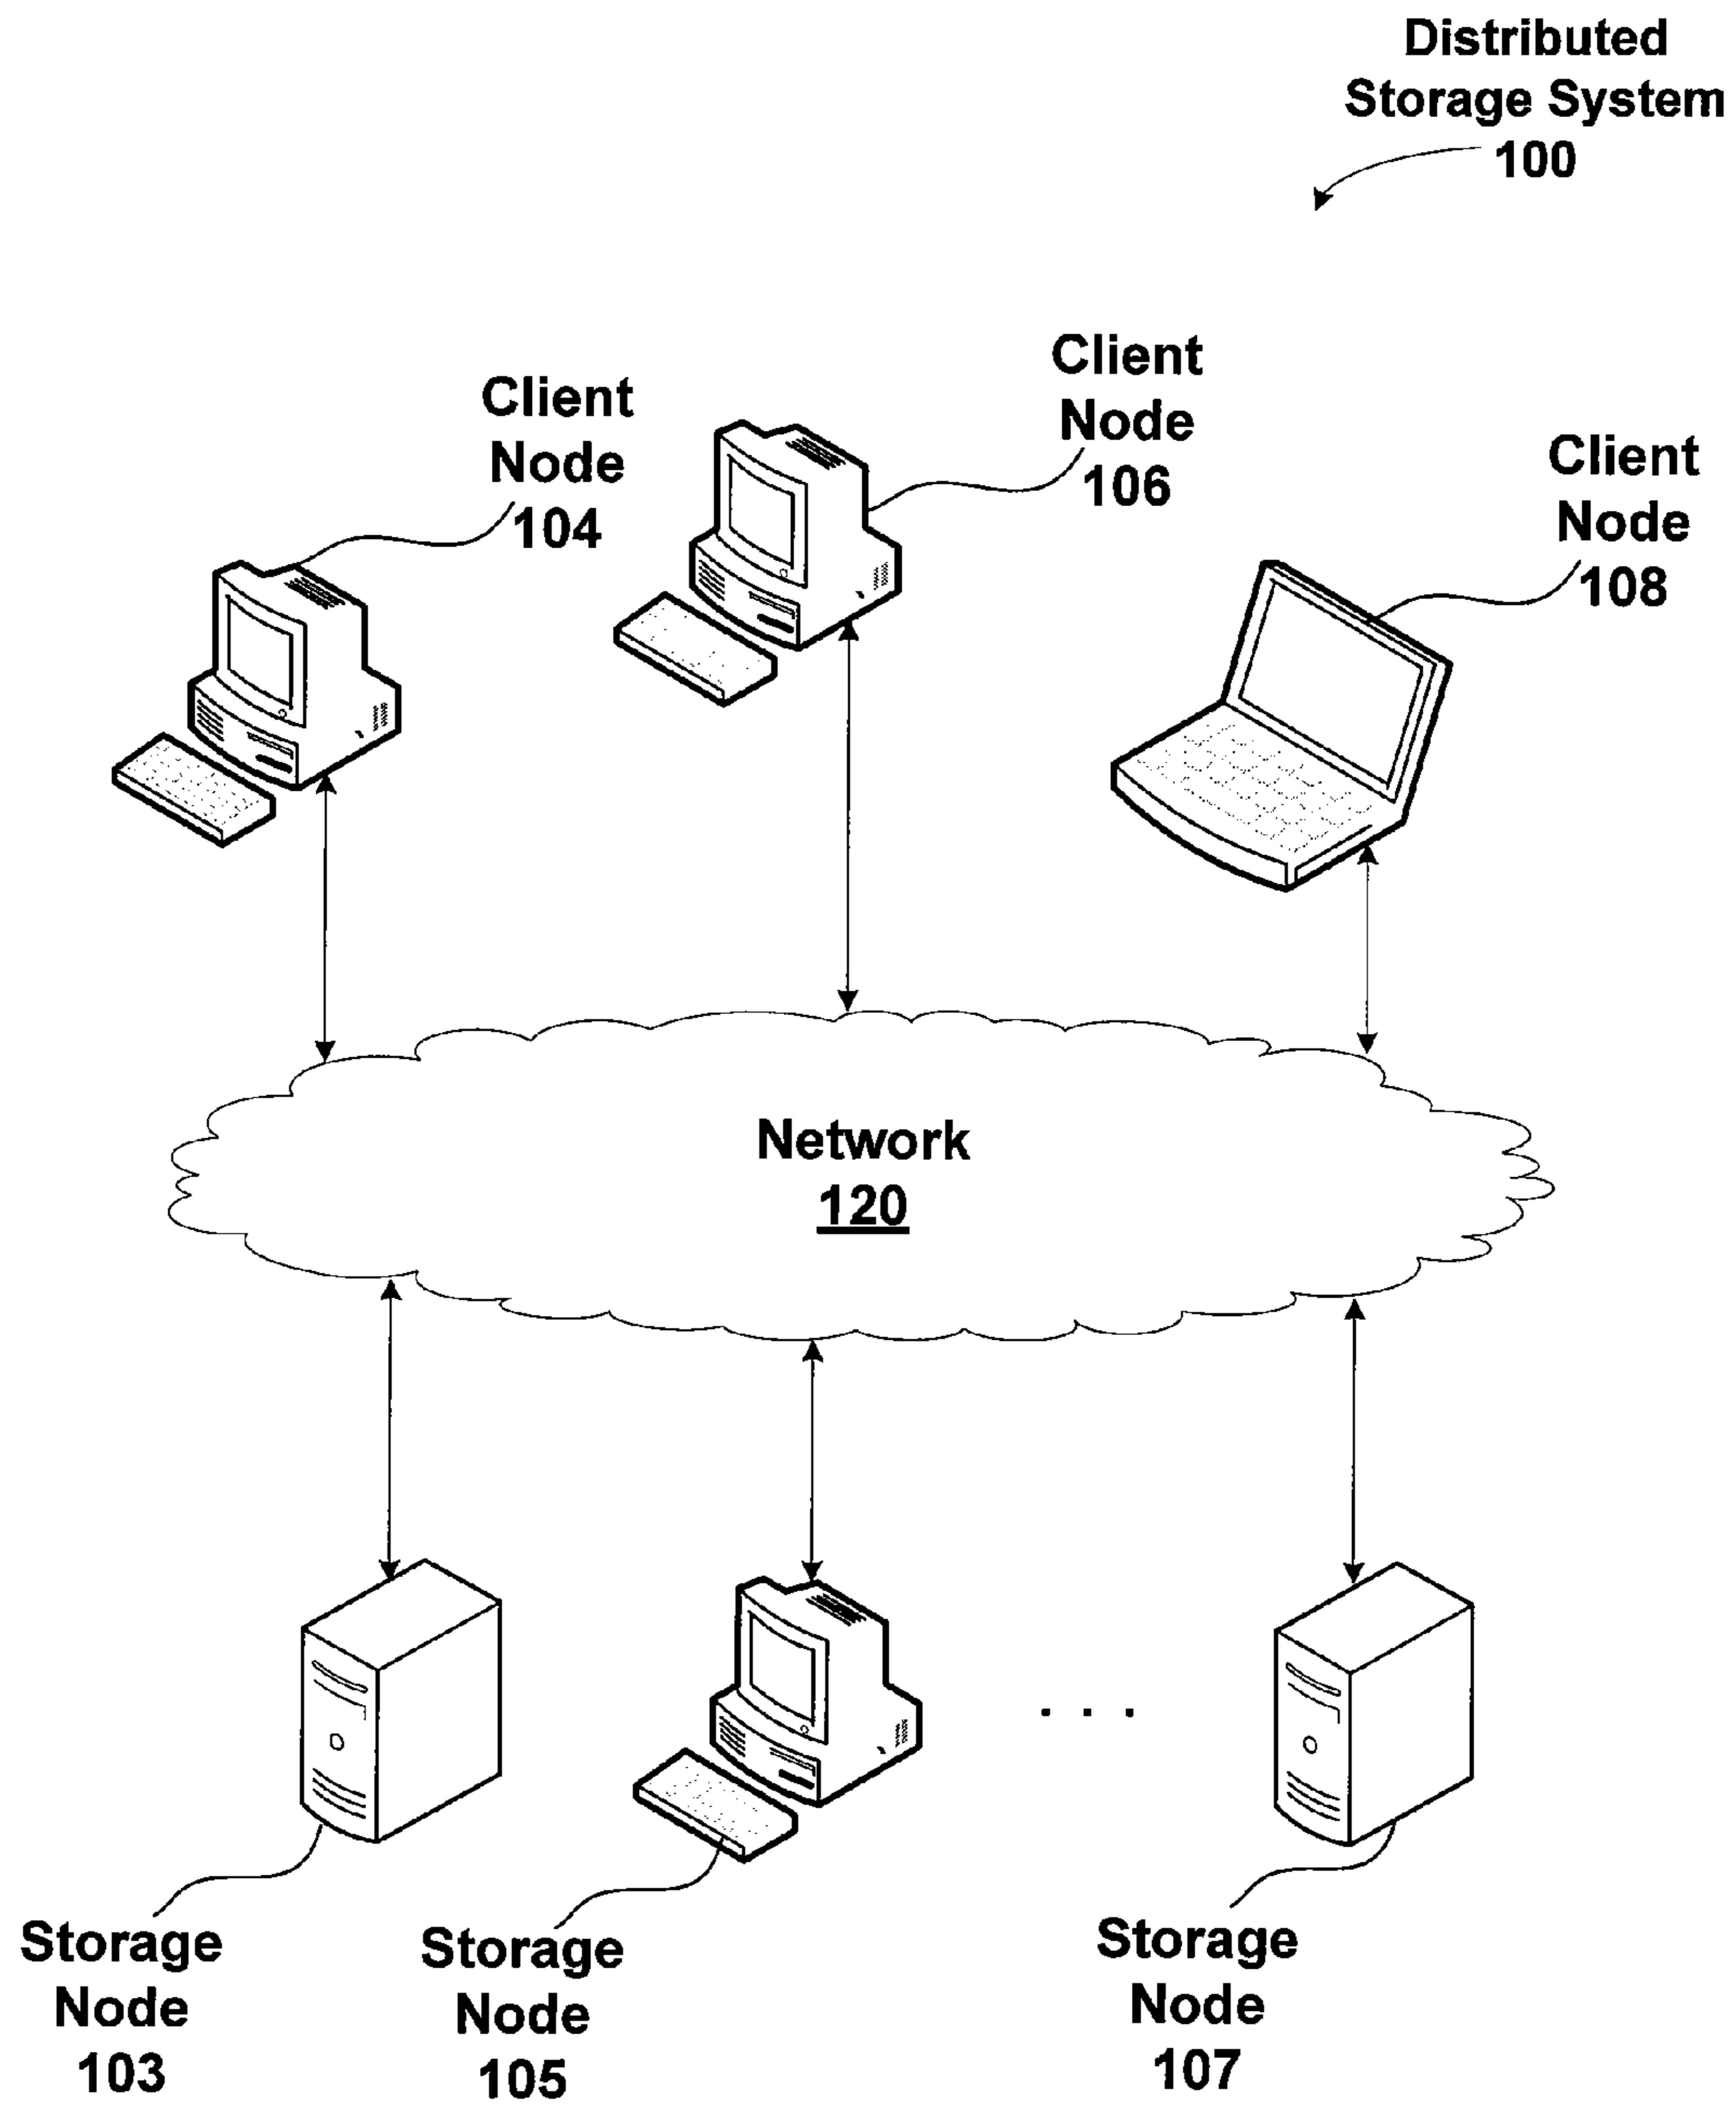 Distributed
Storage System
100
Client
Node
104
Client
Node
106
Client
Node
108
Network
120
. . .
Storage
Node
103
Storage
Node
105
Storage
Node
107